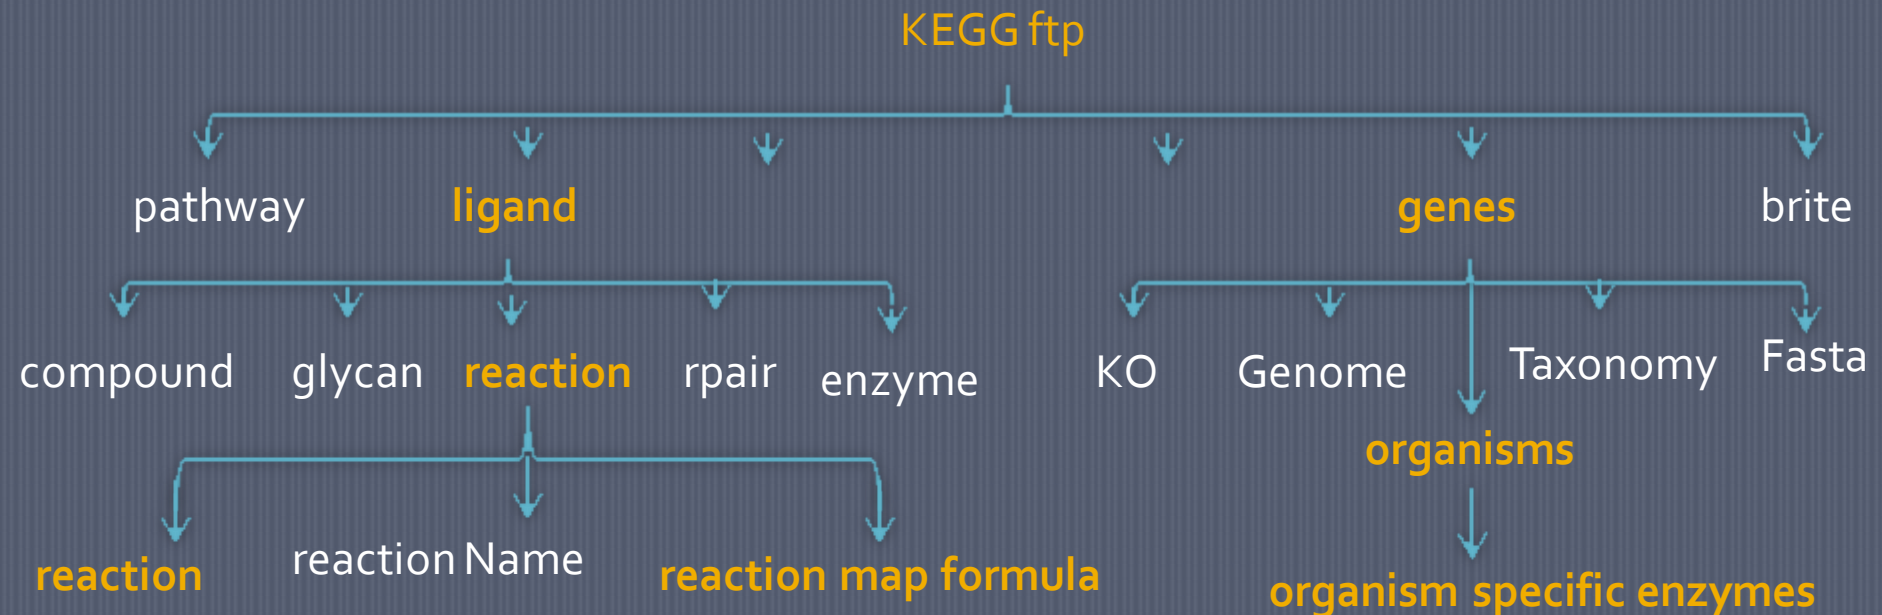 KEGG ftp
pathway
ligand
genes
brite
compound
glycan
reaction
rpair
enzyme
KO
Genome
Taxonomy
Fasta
organisms
reaction
reaction Name
reaction map formula
organism specific enzymes